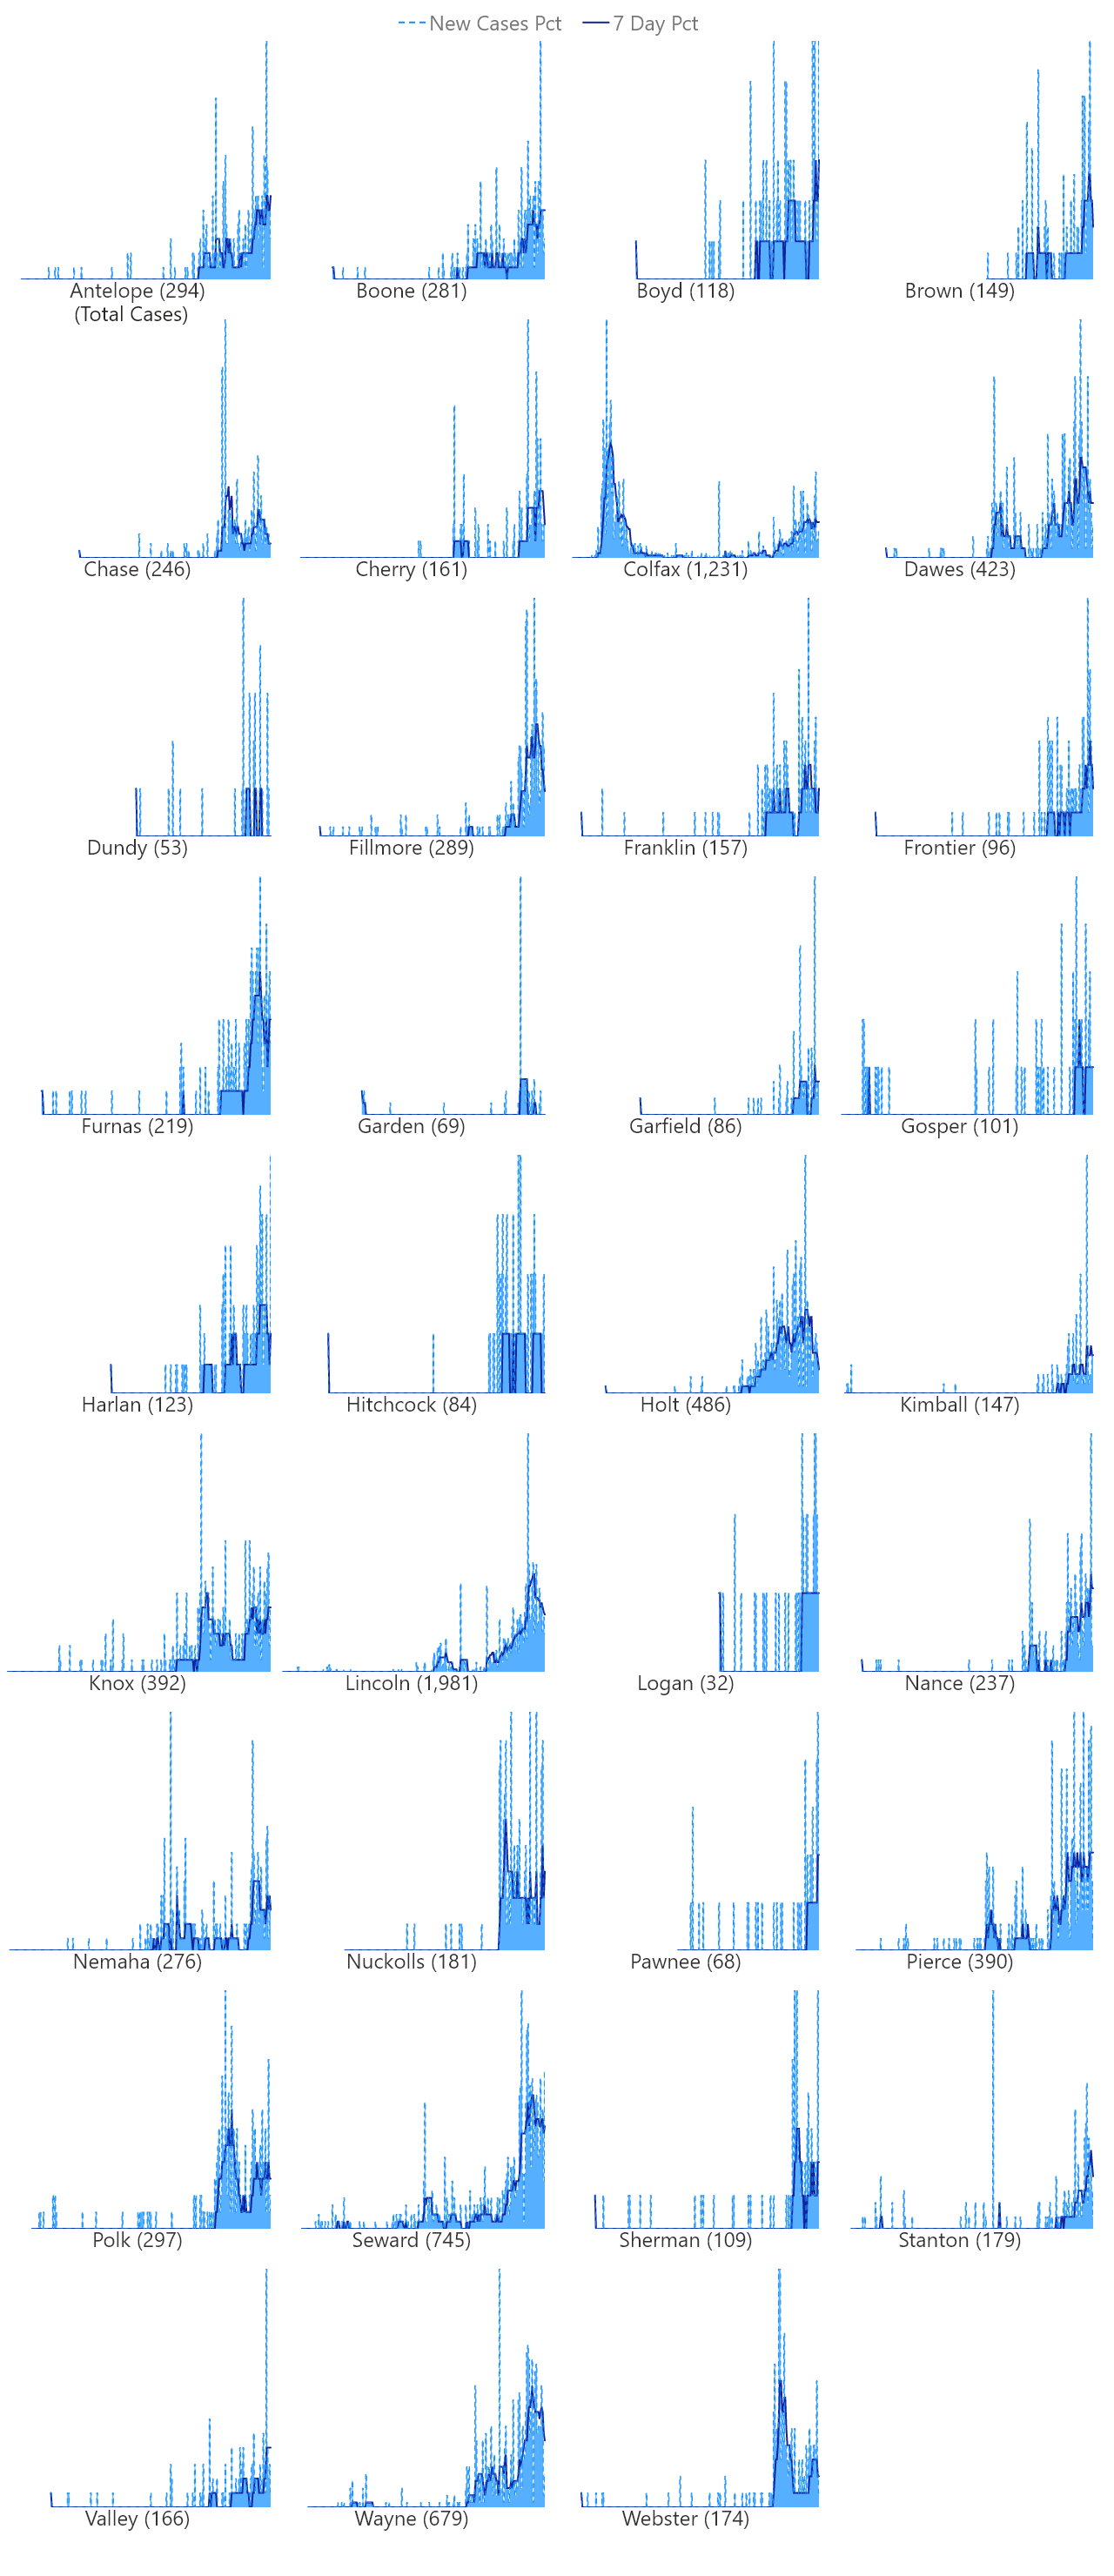 New Cases Pct 7 Day Pct
Antelope (294) Boone (281) Boyd (118) Brown (149)
(Total Cases)
Chase (246) Cherry (161) Colfax (1,231) Dawes (423)
Dundy (53) Fillmore (289) Franklin (157) Frontier (96)
Furnas (219) Garden (69) Garfield (86) Gosper (101)
Harlan (123) Hitchcock (84) Holt (486) Kimball (147)
Knox (392) Lincoln (1,981) Logan (32) Nance (237)
Nemaha (276) Nuckolls (181) Pawnee (68) Pierce (390)
Polk (297) Seward (745) Sherman (109) Stanton (179)
Valley (166) Wayne (679) Webster (174)